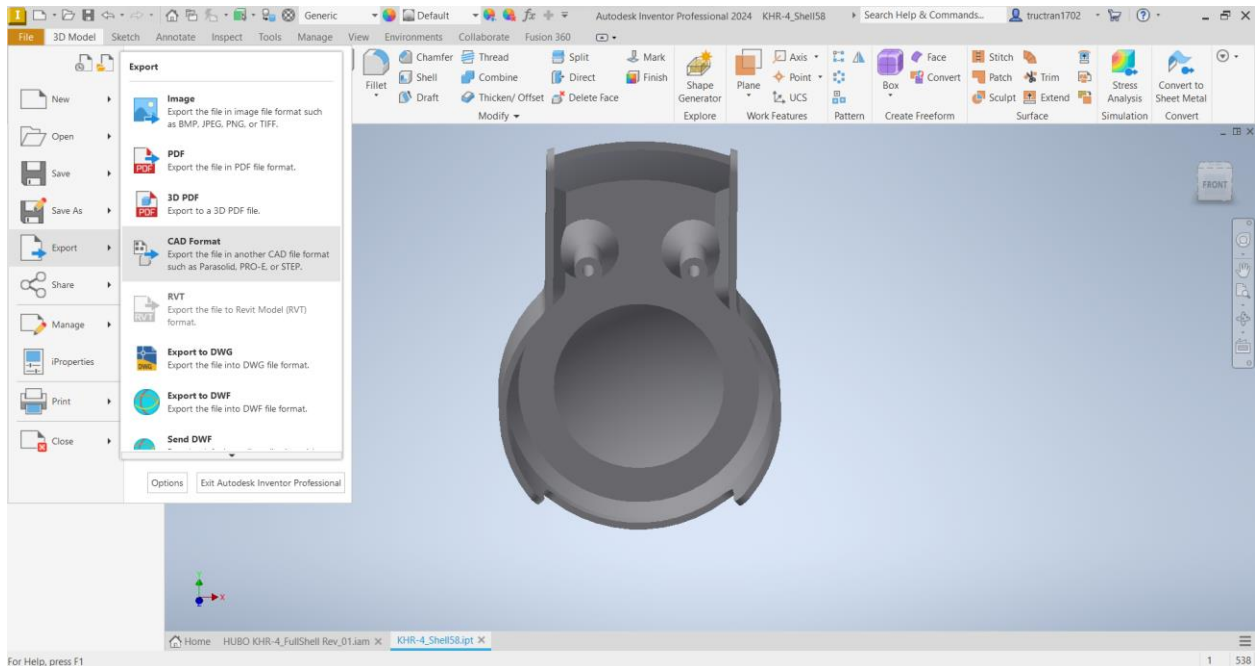 Generic
Default
Autodesk Inventor Professional 2024 KHR-4_Shell58
Search Help & Commands...
tructran1702
File 3D Model Sketch Annotate Inspect Tools Manage View Environments Collaborate Fusion 360
Export
New
Open
Save
Save As
Export
Share
Manage
iProperties
Print
Close
Image
Export the file in image file format such
as BMP, JPEG, PNG, or TIFF.
PDF
PDF
Export the file in PDF file format.
3D PDF
PDF
Export to a 3D PDF file.
CAD Format
Export the file in another CAD file format
such as Parasolid, PRO-E, or STEP.
RVT
RVT
Export the file to Revit Model (RVT)
format.
Export to DWG
DWG
Export the file into DWG file format.
Export to DWF
Export the file into DWF file format.
Send DWF
Options
Exit Autodesk Inventor Professional
Fillet
Chamfer Thread Split Mark
Shell Combine Direct Finish
Draft Thicken/ Offset Delete Face
Modify
Shape
Generator
Explore
Plane
Axis
Point
UCS
Work Features
Pattern
Box
Face
Convert
Create Freeform
Stitch
Patch Trim
Sculpt Extend
Surface
Stress
Analysis
Simulation
Convert to
Sheet Metal
Convert
FRONT
Y
X
Home HUBO KHR-4_FullShell Rev_01.iam KHR-4_Shell58.ipt
For Help, press F1
1 538